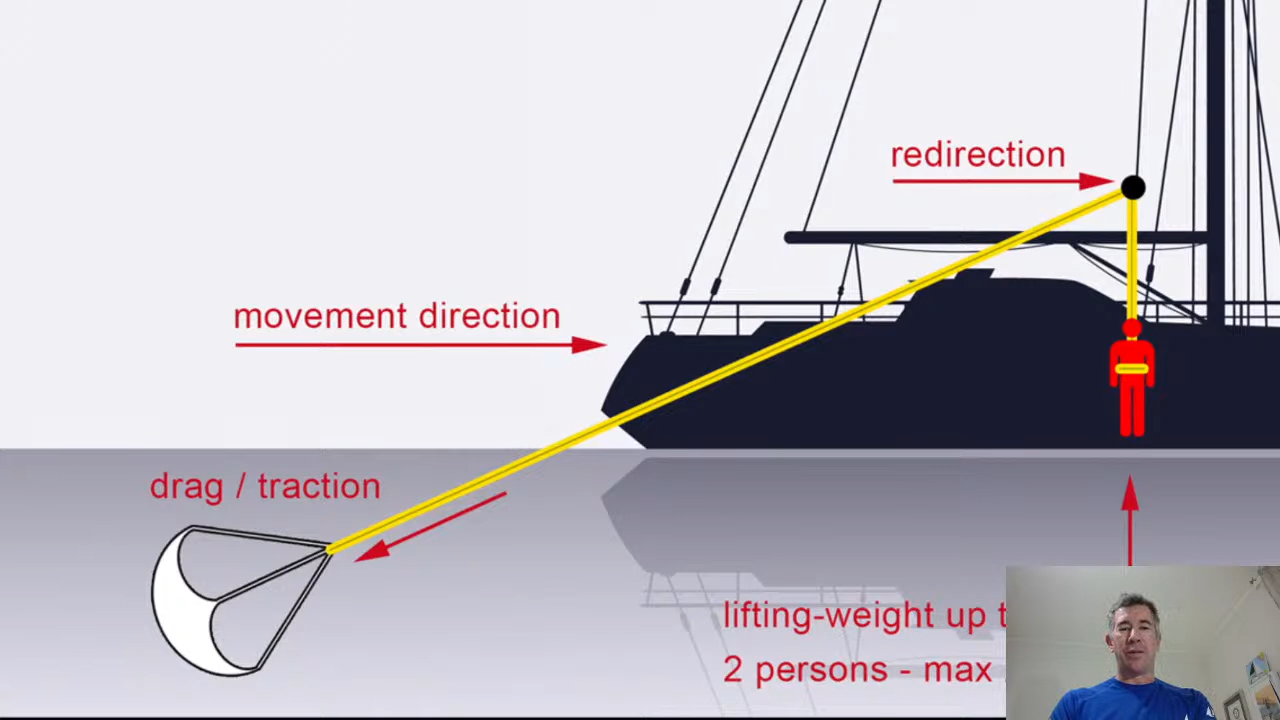 redirection
movement direction
drag / traction
lifting-weight up
2 persons - max